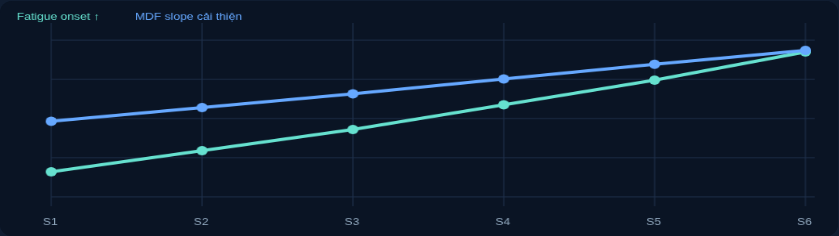 Fatigue onset ↑ MDF slope cải thiện
S1 S2 S3 S4 S5 S6